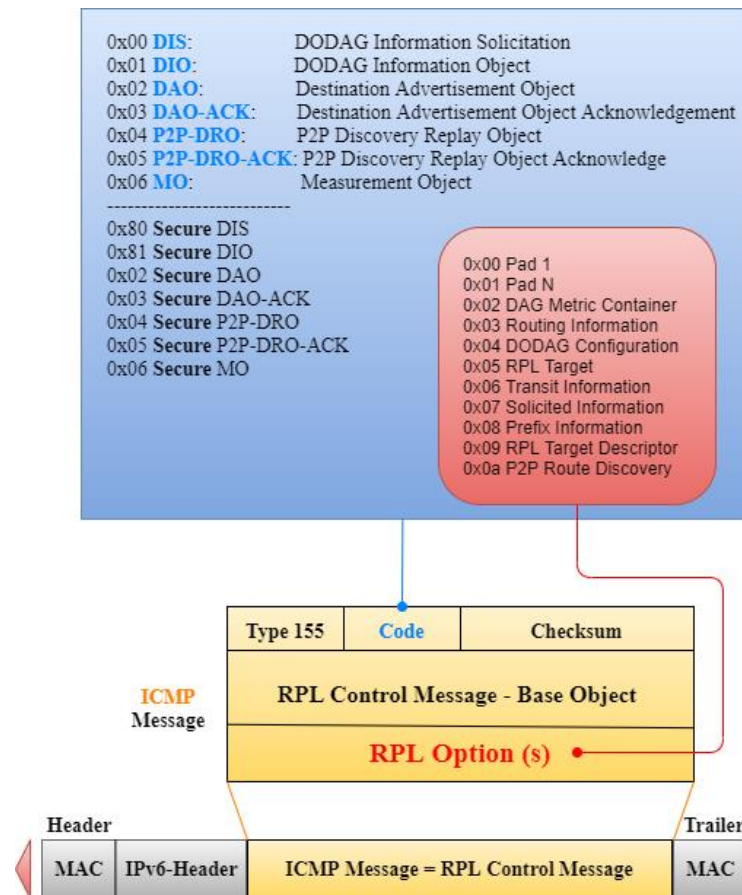 0x00 DIS: DODAG Information Solicitation
0x01 DIO: DODAG Information Object
0x02 DAO: Destination Advertisement Object
0x03 DAO-ACK: Destination Advertisement Object Acknowledgement
0x04 P2P-DRO: P2P Discovery Replay Object
0x05 P2P-DRO-ACK: P2P Discovery Replay Object Acknowledge
0x06 MO: Measurement Object
---------------------------
0x80 Secure DIS
0x81 Secure DIO
0x02 Secure DAO
0x03 Secure DAO-ACK
0x04 Secure P2P-DRO
0x05 Secure P2P-DRO-ACK
0x06 Secure MO
0x00 Pad 1
0x01 Pad N
0x02 DAG Metric Container
0x03 Routing Information
0x04 DODAG Configuration
0x05 RPL Target
0x06 Transit Information
0x07 Solicited Information
0x08 Prefix Information
0x09 RPL Target Descriptor
0x0a P2P Route Discovery
Type 155 Code Checksum
ICMP
Message
RPL Control Message - Base Object
RPL Option (s)
Header Trailer
MAC IPv6-Header ICMP Message = RPL Control Message MAC